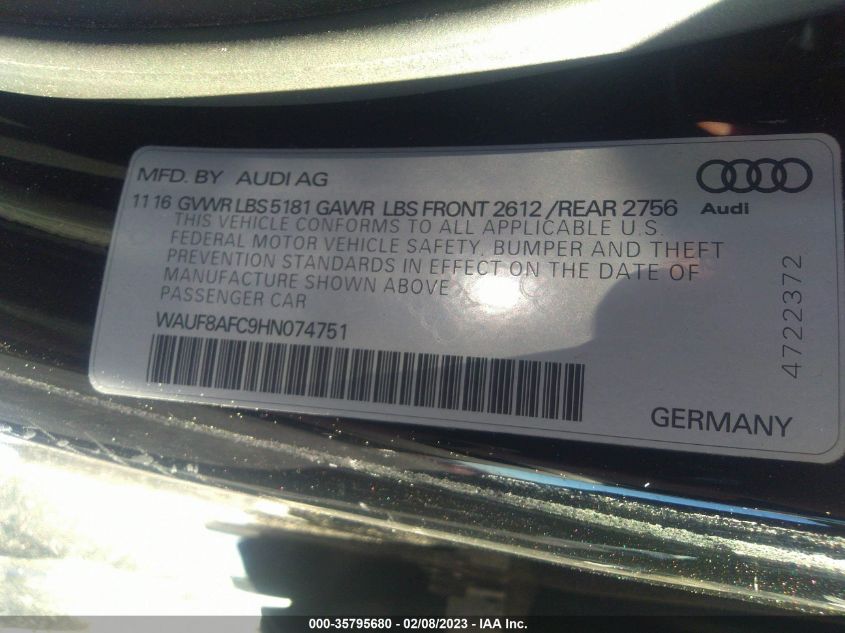 MFD. BY AUDI AG
11 16 GVWR LBS 5181 GAWR LBS FRONT 2612 /REAR 2756
THIS VEHICLE CONFORMS TO ALL APPLICABLE U.S.
FEDERAL MOTOR VEHICLE SAFETY, BUMPER AND THEFT
PREVENTION STANDARDS IN EFFECT ON THE DATE OF
MANUFACTURE SHOWN ABOVE
PASSENGER CAR
WAUF8AFC9HN074751
Audi
4722372
GERMANY
000-35795680 - 02/08/2023 - IAA Inc.